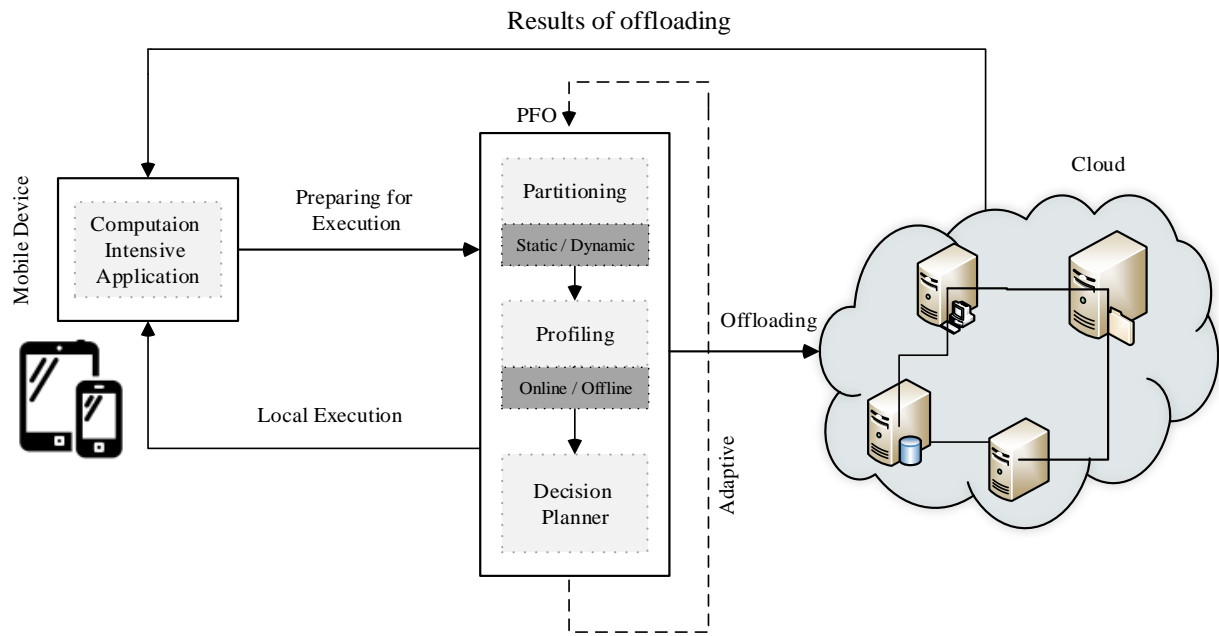 Results of offloading
PFO
Cloud
Mobile Device
Computaion
Intensive
Application
Preparing for
Execution
Partitioning
Static / Dynamic
Profiling
Online / Offline
Decision
Planner
Local Execution
Offloading
Adaptive